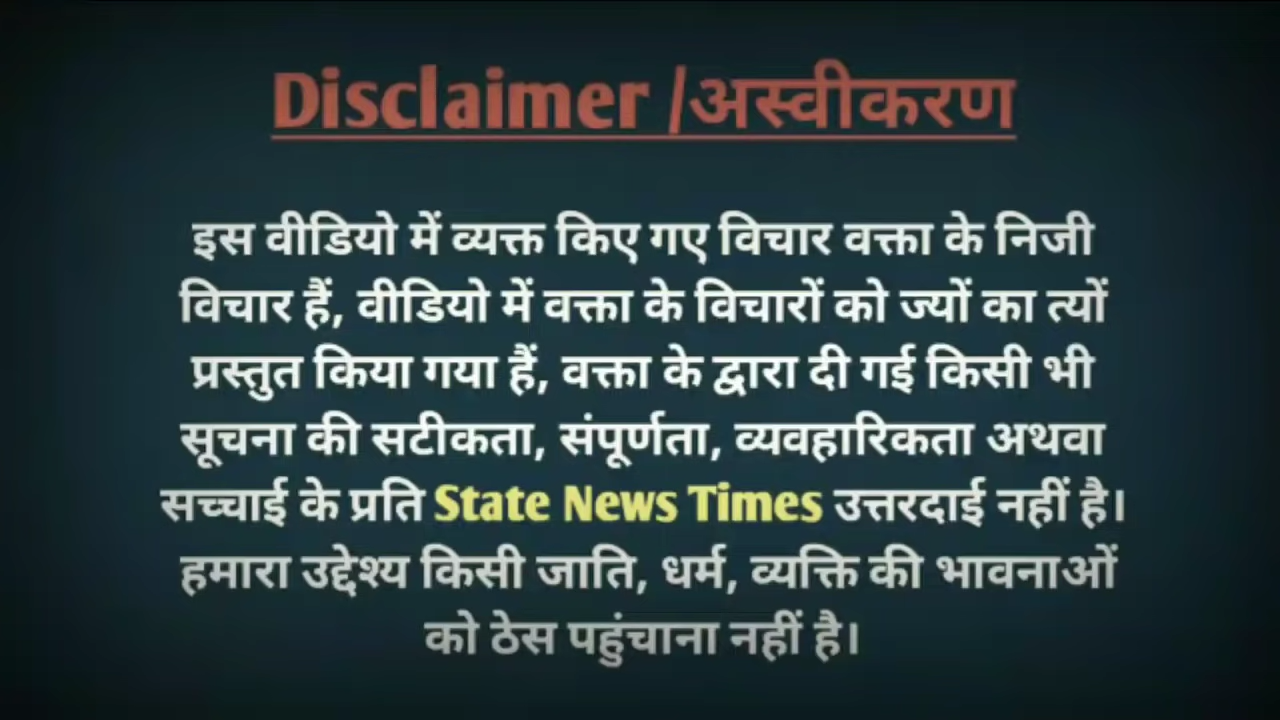 Disclaimer /अस्वीकरण
इस वीडियो में व्यक्त किए गए विचार वक्ता के निजी
विचार हैं, वीडियो में वक्ता के विचारों को ज्यों का त्यों
प्रस्तुत किया गया हैं, वक्ता के द्वारा दी गई किसी भी
सूचना की सटीकता, संपूर्णता, व्यवहारिकता अथवा
सच्चाई के प्रति State News Times उत्तरदाई नहीं है।
हमारा उद्देश्य किसी जाति, धर्म, व्यक्ति की भावनाओं
को ठेस पहुंचाना नहीं है।